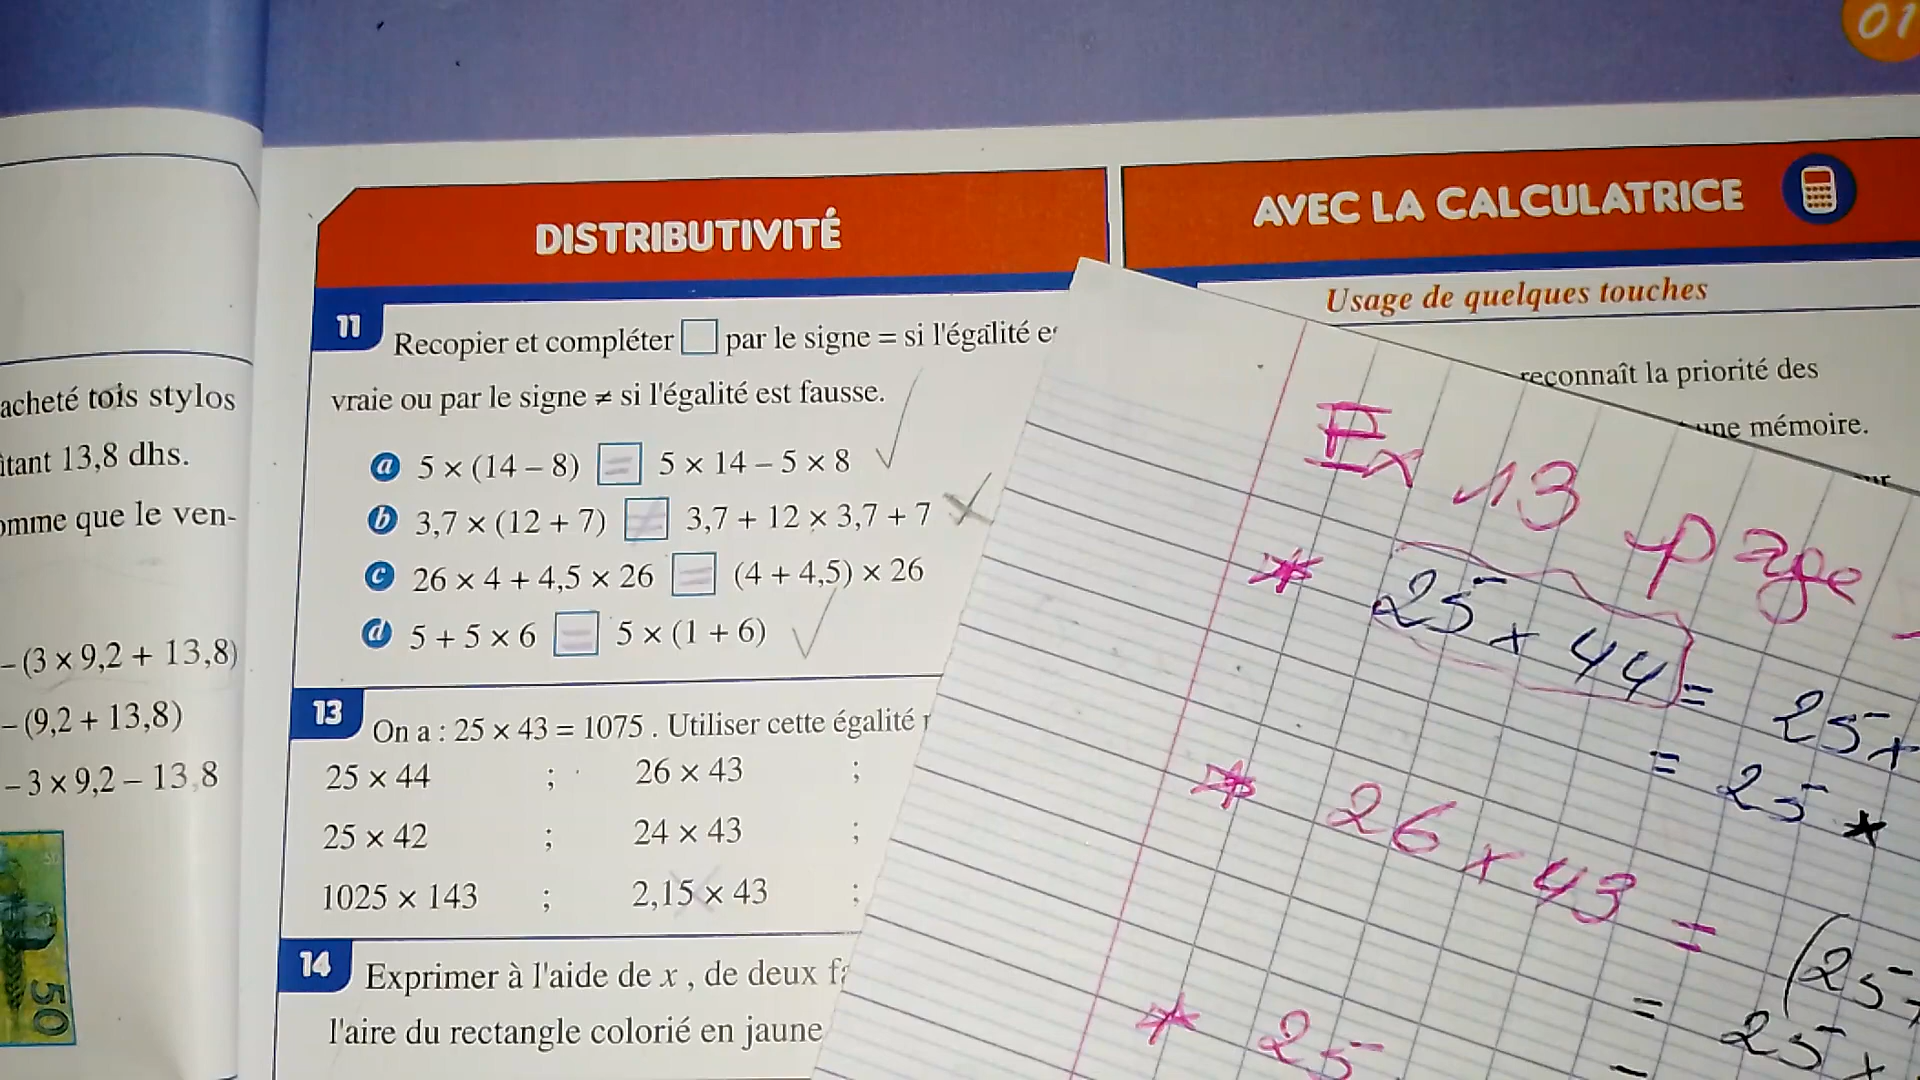 01
acheté tois stylos
tant 13,8 dhs.
omme que le ven-
– (3 × 9,2 + 13,8)
– (9,2 + 13,8)
– 3 × 9,2 – 13,8
50
DISTRIBUTIVITÉ
11 Recopier et compléter □ par le signe = si l'égalité
vraie ou par le signe ≠ si l'égalité est fausse.
a 5 × (14 – 8) = 5 × 14 – 5 × 8 ✓
b 3,7 × (12 + 7) ≠ 3,7 + 12 × 3,7 + 7 ×
c 26 × 4 + 4,5 × 26 = (4 + 4,5) × 26
d 5 + 5 × 6 = 5 × (1 + 6) ✓
13 On a : 25 × 43 = 1075 . Utiliser cette égalité
25 × 44 ; 26 × 43 ;
25 × 42 ; 24 × 43 ;
1025 × 143 ; 2,15 × 43 ;
14 Exprimer à l'aide de x , de deux
l'aire du rectangle colorié en jaune
AVEC LA CALCULATRICE
Usage de quelques touches
reconnaît la priorité des
une mémoire.
Ex 13 page
* 25 × 44 = 25 ×
= 25 *
* 26 × 43 = (25 +
= 25 ×
* 25 =